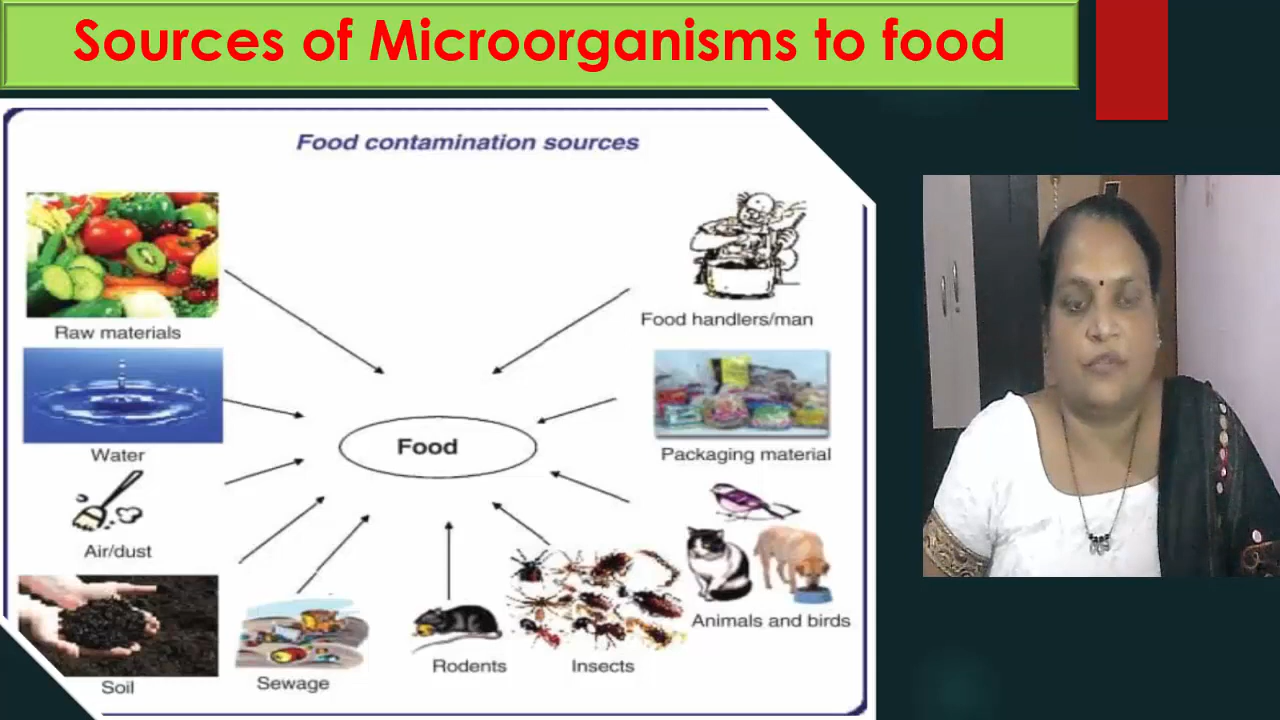 Sources of Microorganisms to food
Food contamination sources
Raw materials
Food handlers/man
Water
Food
Packaging material
Air/dust
Animals and birds
Soil
Sewage
Rodents
Insects